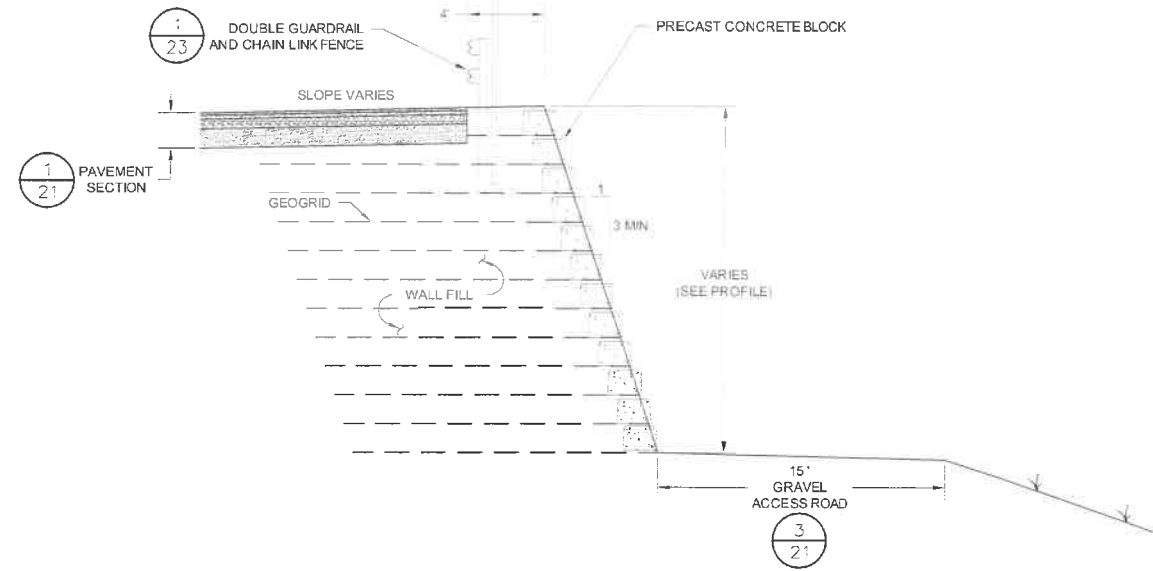 4'
1
23
DOUBLE GUARDRAIL
AND CHAIN LINK FENCE
PRECAST CONCRETE BLOCK
SLOPE VARIES
1
21
PAVEMENT
SECTION
GEOGRID
1
3 MIN
WALL FILL
VARIES
(SEE PROFILE)
15'
GRAVEL
ACCESS ROAD
3
21